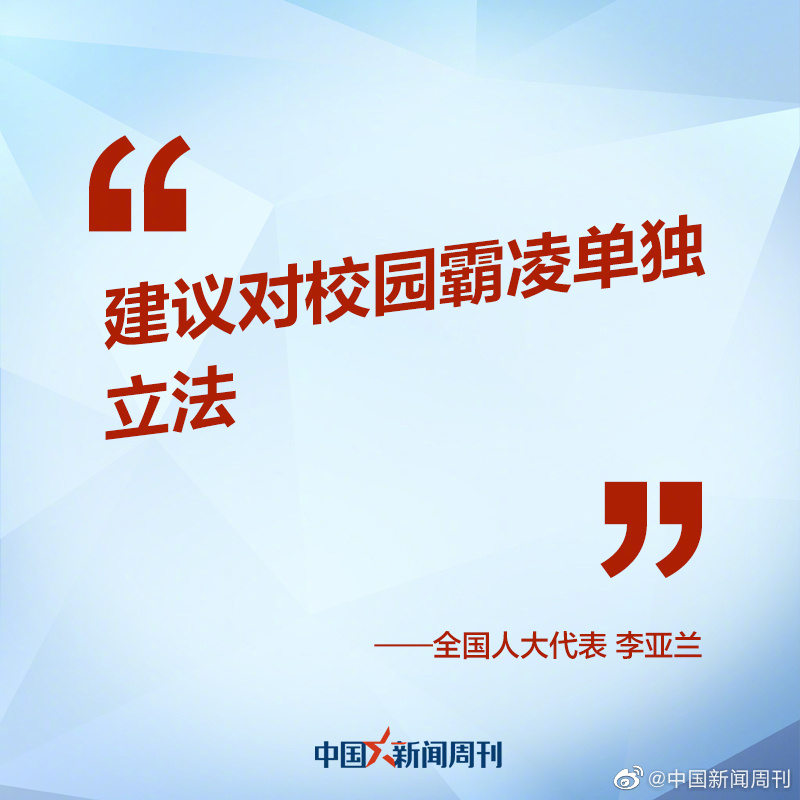 “
建议对校园霸凌单独
立法
”
——全国人大代表 李亚兰
中国新闻周刊
@中国新闻周刊